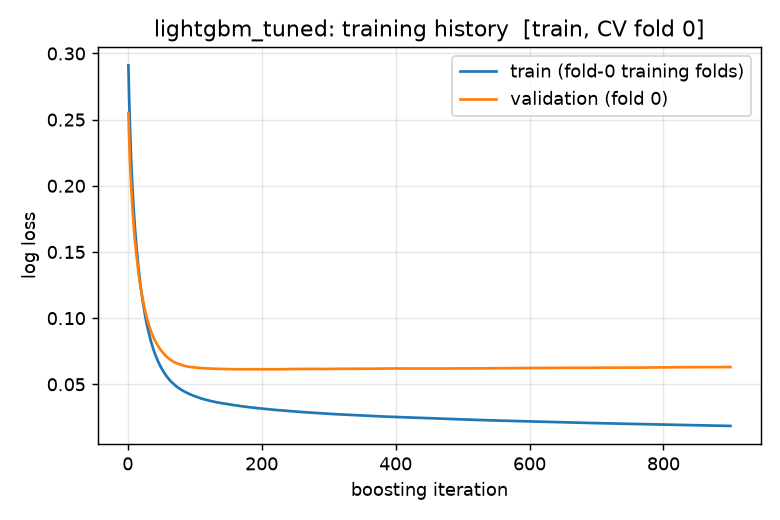 lightgbm_tuned: training history  [train, CV fold 0]
train (fold-0 training folds)
validation (fold 0)
log loss
0.30
0.25
0.20
0.15
0.10
0.05
0 200 400 600 800
boosting iteration